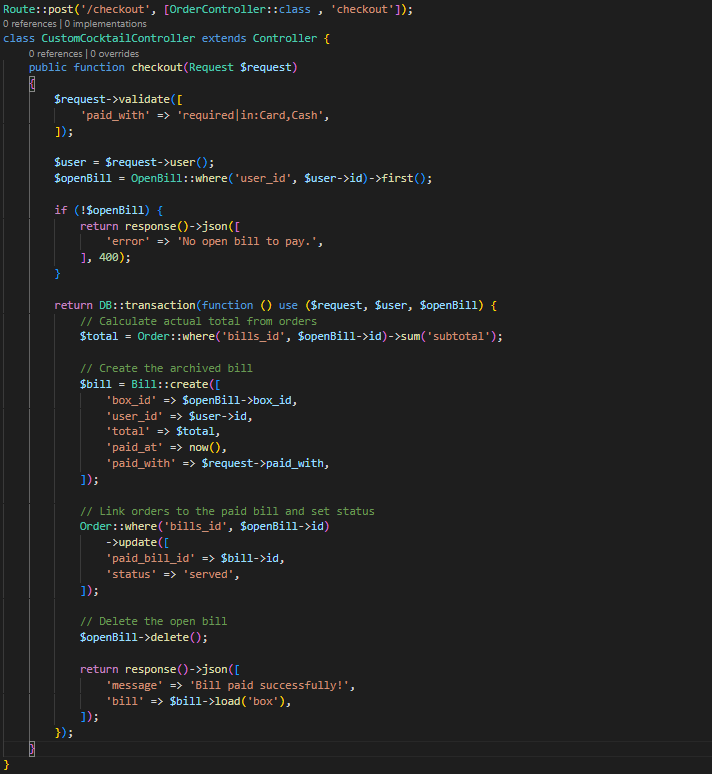 Route::post('/checkout', [OrderController::class , 'checkout']);
0 references | 0 implementations
class CustomCocktailController extends Controller {
0 references | 0 overrides
public function checkout(Request $request)
{
$request->validate([
'paid_with' => 'required|in:Card,Cash',
]);
$user = $request->user();
$openBill = OpenBill::where('user_id', $user->id)->first();
if (!$openBill) {
return response()->json([
'error' => 'No open bill to pay.',
], 400);
}
return DB::transaction(function () use ($request, $user, $openBill) {
// Calculate actual total from orders
$total = Order::where('bills_id', $openBill->id)->sum('subtotal');
// Create the archived bill
$bill = Bill::create([
'box_id' => $openBill->box_id,
'user_id' => $user->id,
'total' => $total,
'paid_at' => now(),
'paid_with' => $request->paid_with,
]);
// Link orders to the paid bill and set status
Order::where('bills_id', $openBill->id)
->update([
'paid_bill_id' => $bill->id,
'status' => 'served',
]);
// Delete the open bill
$openBill->delete();
return response()->json([
'message' => 'Bill paid successfully!',
'bill' => $bill->load('box'),
]);
});
}
}